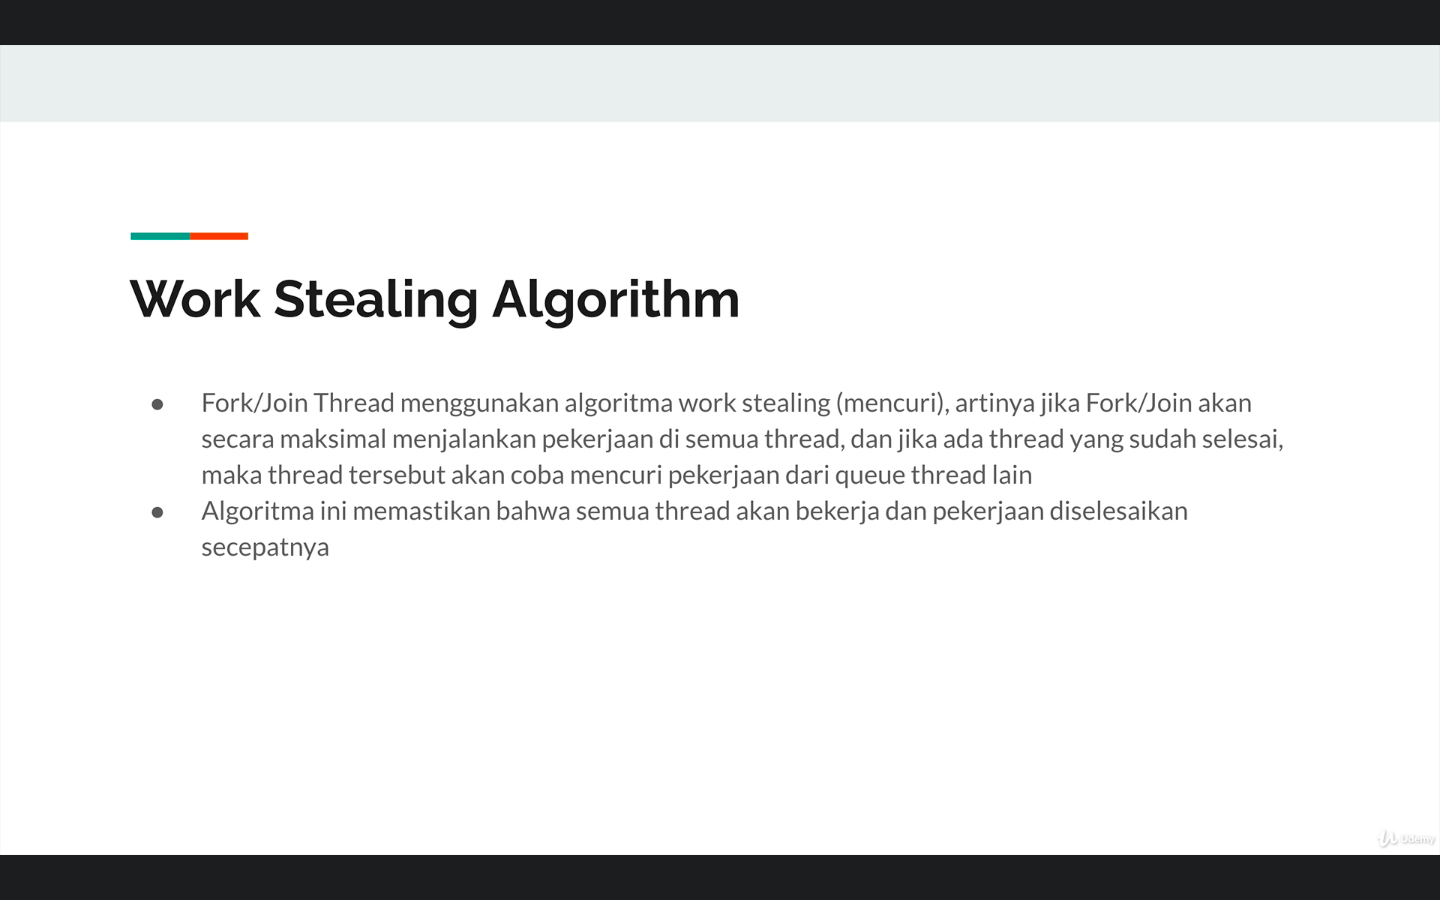 Work Stealing Algorithm
● Fork/Join Thread menggunakan algoritma work stealing (mencuri), artinya jika Fork/Join akan
secara maksimal menjalankan pekerjaan di semua thread, dan jika ada thread yang sudah selesai,
maka thread tersebut akan coba mencuri pekerjaan dari queue thread lain
● Algoritma ini memastikan bahwa semua thread akan bekerja dan pekerjaan diselesaikan
secepatnya
Udemy